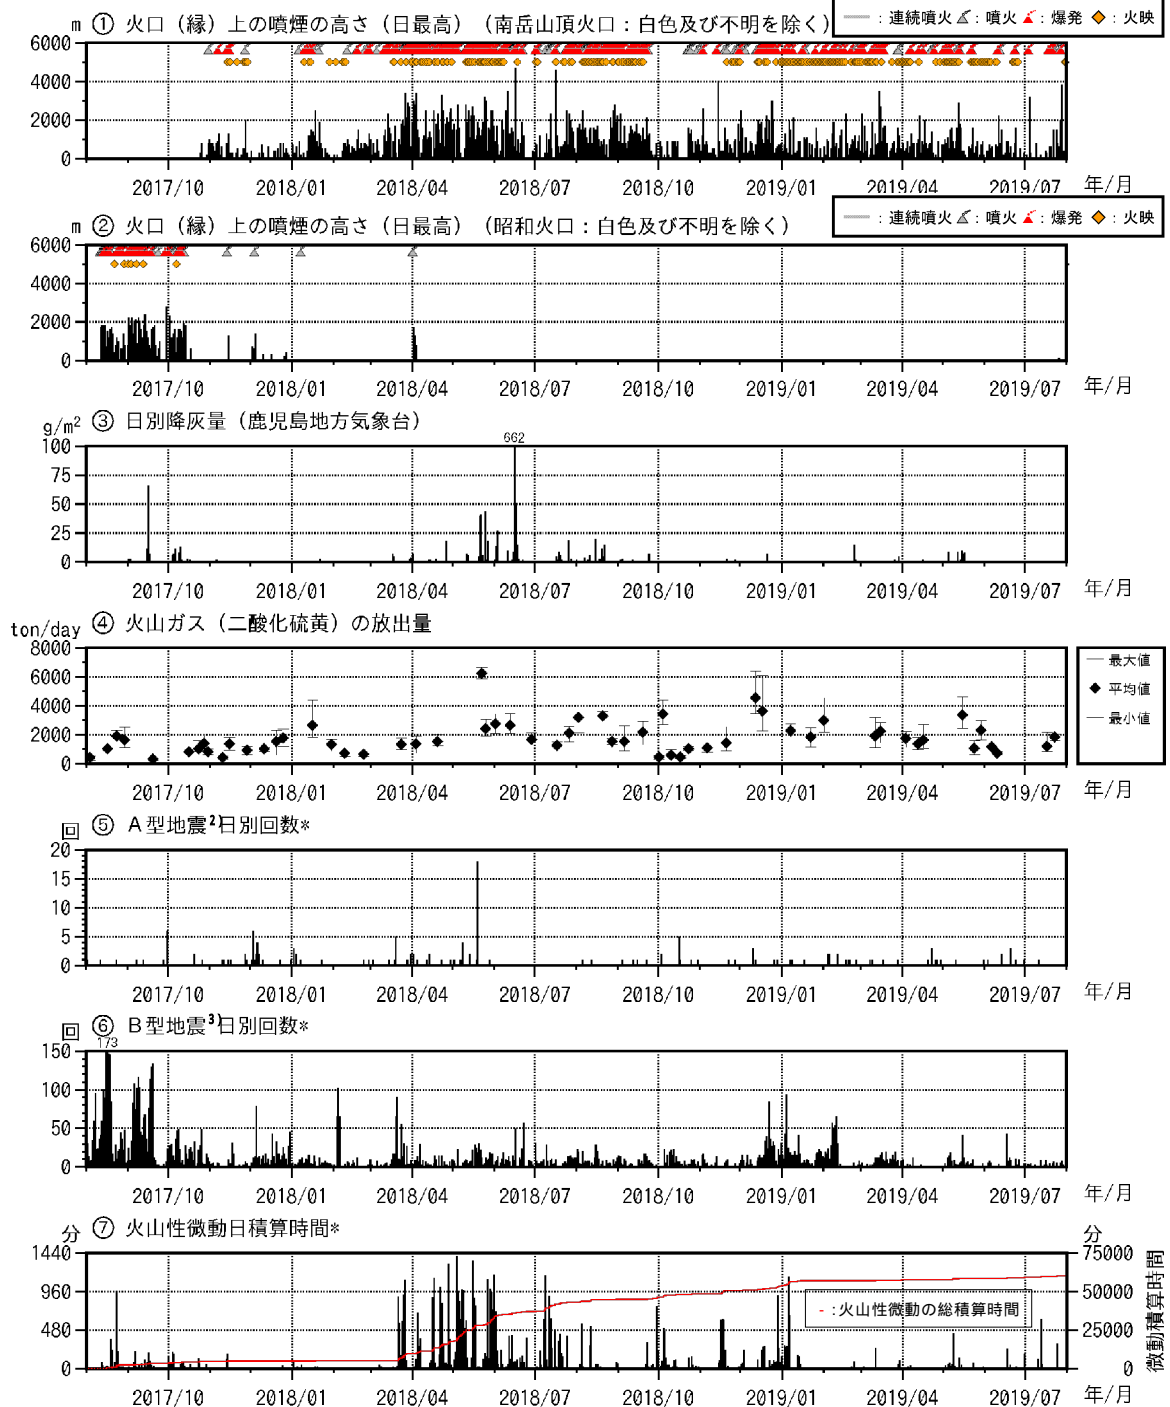 m ① 火口（縁）上の噴煙の高さ（日最高）（南岳山頂火口：白色及び不明を除く）
：連続噴火 ：噴火 ：爆発 ：火映
6000
4000
2000
0
2017/10 2018/01 2018/04 2018/07 2018/10 2019/01 2019/04 2019/07 年/月
m ② 火口（縁）上の噴煙の高さ（日最高）（昭和火口：白色及び不明を除く）
：連続噴火 ：噴火 ：爆発 ：火映
6000
4000
2000
0
2017/10 2018/01 2018/04 2018/07 2018/10 2019/01 2019/04 2019/07 年/月
g/m² ③ 日別降灰量（鹿児島地方気象台）
662
100
75
50
25
0
2017/10 2018/01 2018/04 2018/07 2018/10 2019/01 2019/04 2019/07 年/月
ton/day ④ 火山ガス（二酸化硫黄）の放出量
8000
6000
4000
2000
0
最大値
平均値
最小値
2017/10 2018/01 2018/04 2018/07 2018/10 2019/01 2019/04 2019/07 年/月
回 ⑤ A型地震²⁾日別回数*
20
15
10
5
0
2017/10 2018/01 2018/04 2018/07 2018/10 2019/01 2019/04 2019/07 年/月
回 ⑥ B型地震³⁾日別回数*
173
150
100
50
0
2017/10 2018/01 2018/04 2018/07 2018/10 2019/01 2019/04 2019/07 年/月
分 ⑦ 火山性微動日積算時間* 分
1440 75000
960 50000
480 25000
0 0
：火山性微動の総積算時間
微動積算時間
2017/10 2018/01 2018/04 2018/07 2018/10 2019/01 2019/04 2019/07 年/月